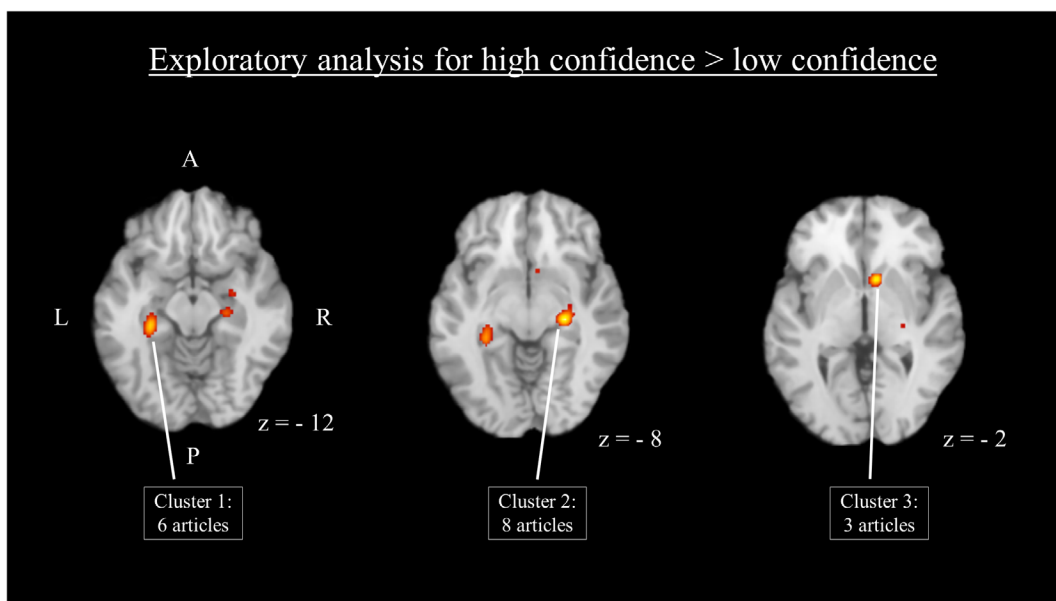 Exploratory analysis for high confidence > low confidence
A
L
R
P
z = - 12
z = - 8
z = - 2
Cluster 1:
6 articles
Cluster 2:
8 articles
Cluster 3:
3 articles